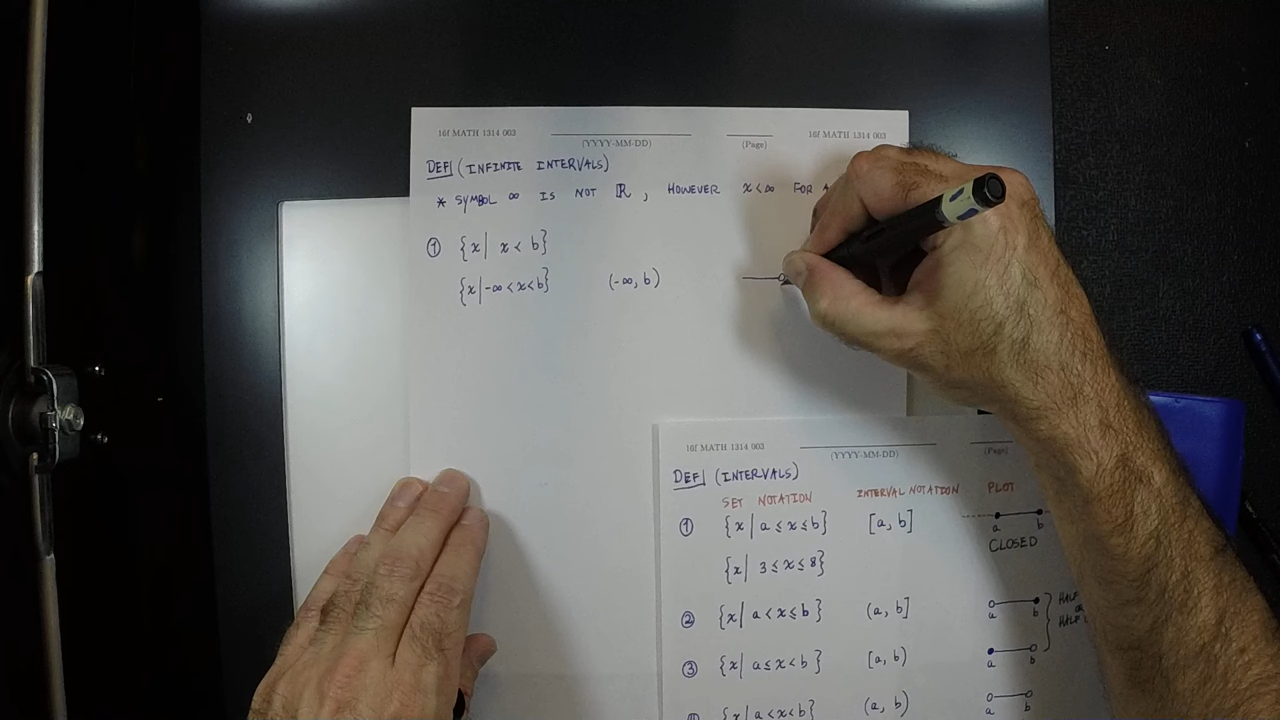 16f MATH 1314 003 (YYYY-MM-DD) (Page) 16f MATH 1314 003
DEF (INFINITE INTERVALS)
* SYMBOL ∞ IS NOT ℝ, HOWEVER x<∞ FOR
① {x| x < b}
{x|-∞<x<b} (-∞, b)
16f MATH 1314 003 (YYYY-MM-DD) (Page)
DEF (INTERVALS)
SET NOTATION INTERVAL NOTATION PLOT
① {x| a ≤ x ≤ b} [a, b] a b
CLOSED
{x| 3 ≤ x ≤ 8}
② {x| a < x ≤ b} (a, b] a b HALF
HALF
③ {x| a ≤ x < b} [a, b) a b
{x| a<x<b} (a, b) a b